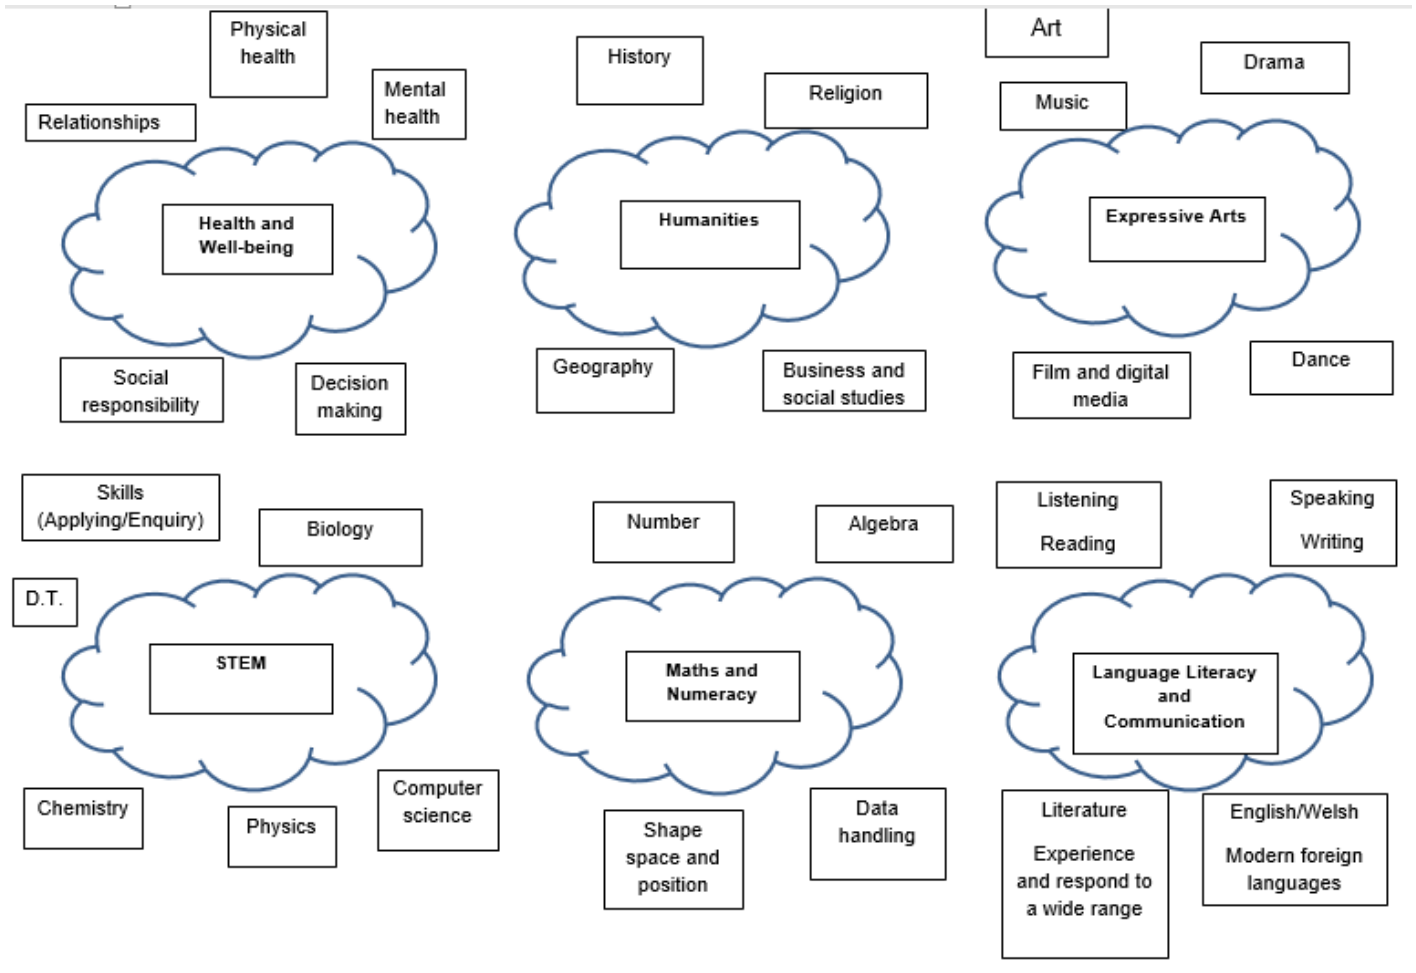 Physical
health
Mental
health
Relationships
Health and
Well-being
Social
responsibility
Decision
making
History
Religion
Humanities
Geography
Business and
social studies
Art
Drama
Music
Expressive Arts
Film and digital
media
Dance
Skills
(Applying/Enquiry)
Biology
D.T.
STEM
Chemistry
Physics
Computer
science
Number
Algebra
Maths and
Numeracy
Shape
space and
position
Data
handling
Listening
Reading
Speaking
Writing
Language Literacy
and
Communication
Literature
Experience
and respond to
a wide range
English/Welsh
Modern foreign
languages